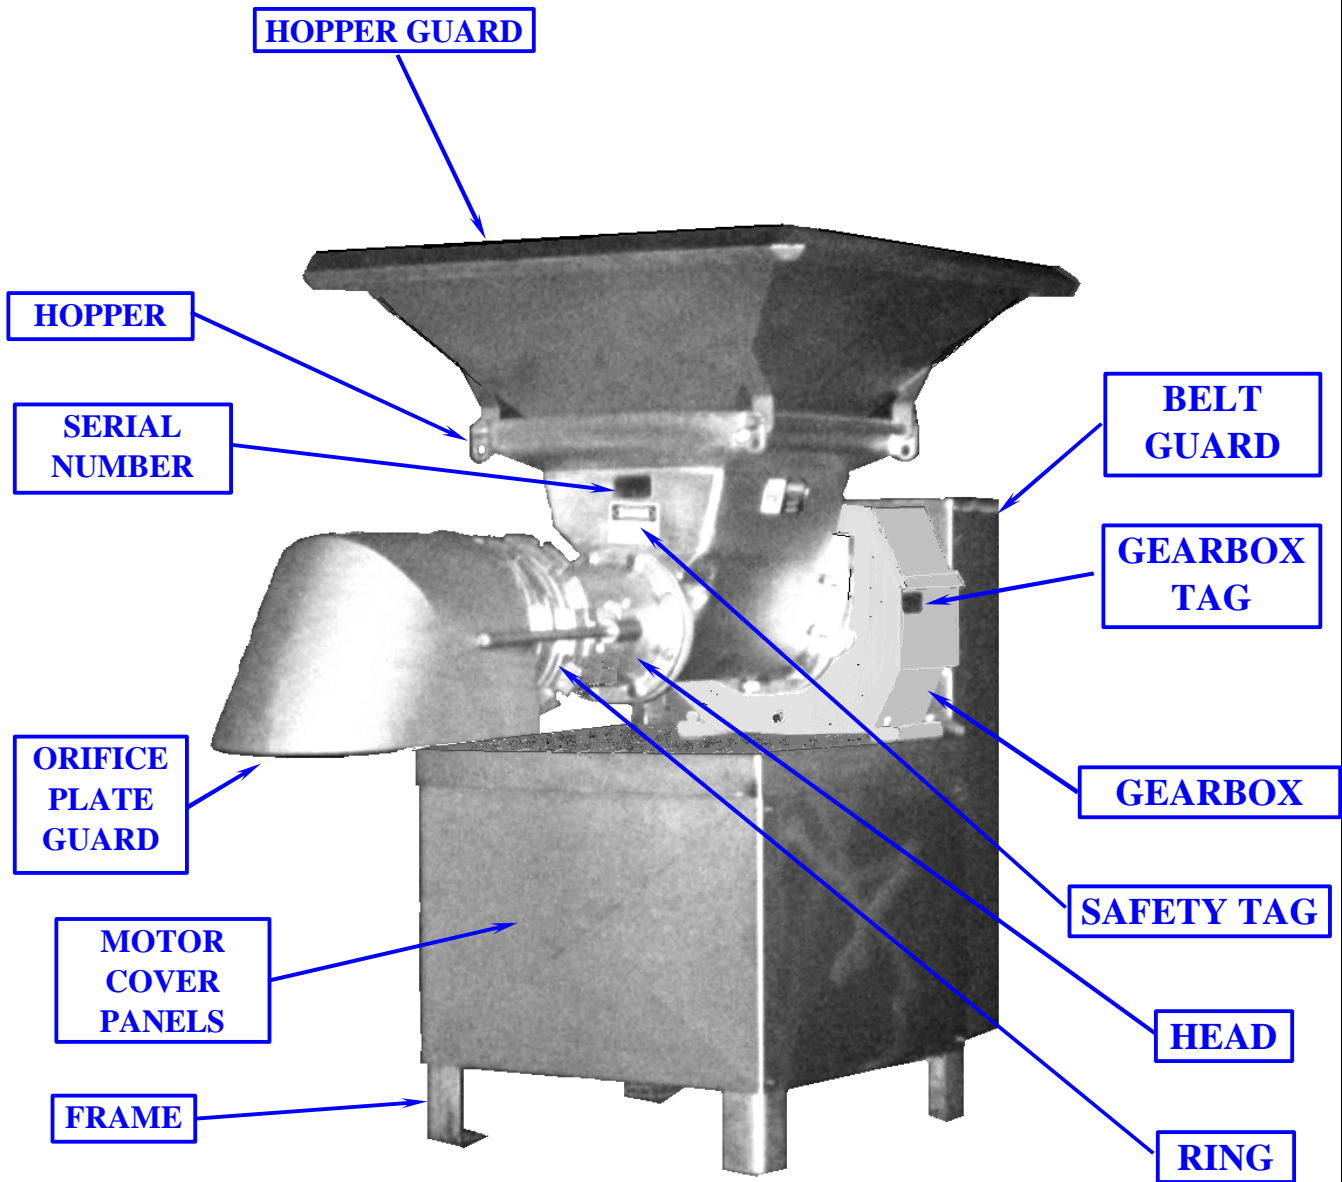 HOPPER GUARD
HOPPER
SERIAL
NUMBER
BELT
GUARD
GEARBOX
TAG
ORIFICE
PLATE
GUARD
GEARBOX
SAFETY TAG
MOTOR
COVER
PANELS
HEAD
FRAME
RING